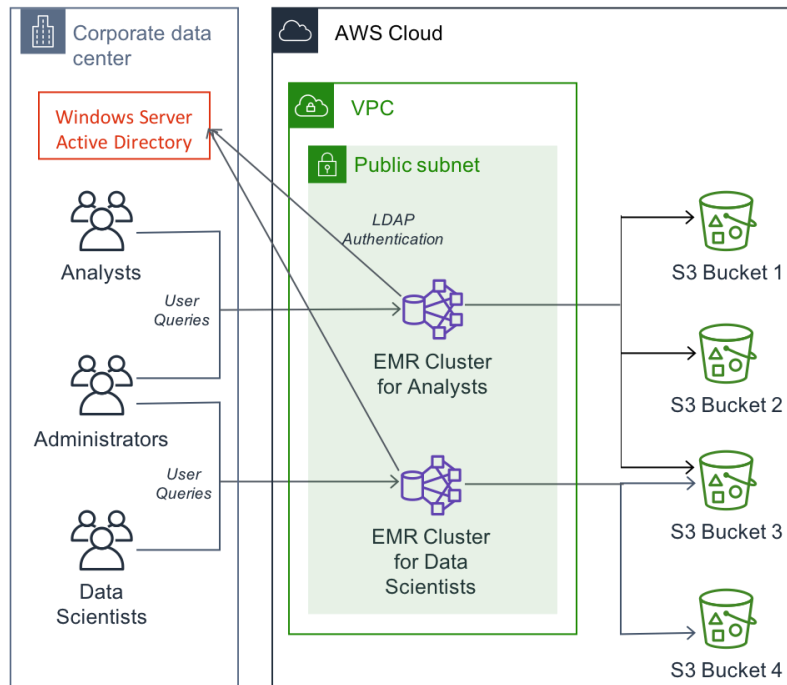 Corporate data
center
AWS Cloud
Windows Server
Active Directory
VPC
Public subnet
LDAP
Authentication
Analysts
S3 Bucket 1
User
Queries
EMR Cluster
for Analysts
S3 Bucket 2
Administrators
User
Queries
S3 Bucket 3
EMR Cluster
for Data
Scientists
Data
Scientists
S3 Bucket 4